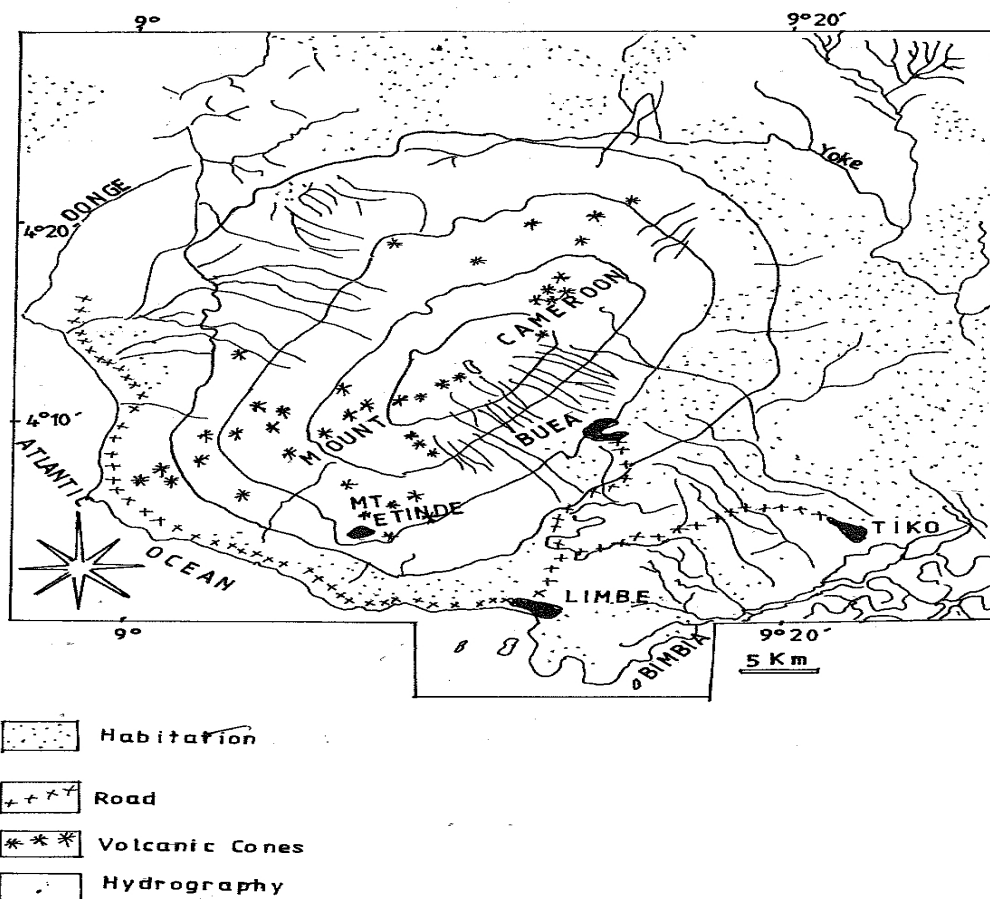 9°
9°20′
Yoke
DONGE
4°20′
CAMEROON
4°10′
MOUNT
BUEA
ATLANTIC
OCEAN
MT
ETINDE
TIKO
LIMBE
9°
9°20′
BIMBIA
5 Km
Habitation
Road
Volcanic Cones
Hydrography